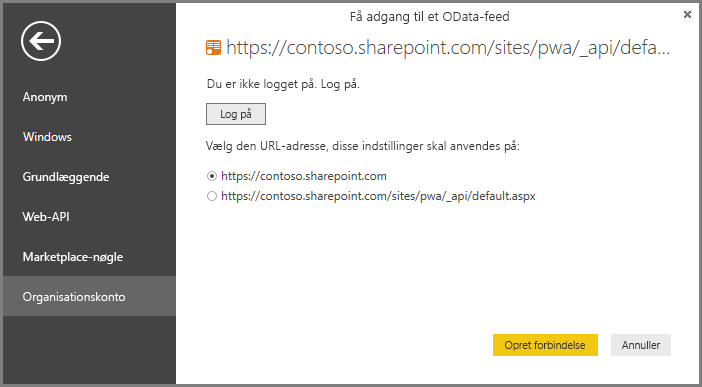 Få adgang til et OData-feed
https://contoso.sharepoint.com/sites/pwa/_api/defa...
Anonym
Windows
Grundlæggende
Web-API
Marketplace-nøgle
Organisationskonto
Du er ikke logget på. Log på.
Log på
Vælg den URL-adresse, disse indstillinger skal anvendes på:
https://contoso.sharepoint.com
https://contoso.sharepoint.com/sites/pwa/_api/default.aspx
Opret forbindelse
Annuller